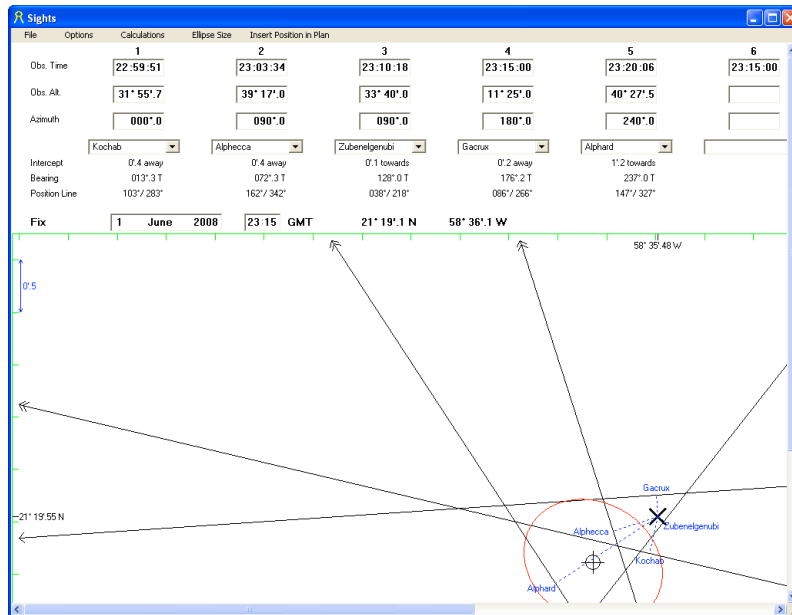 Sights
File Options Calculations Ellipse Size Insert Position in Plan
1 2 3 4 5 6
Obs. Time 22:59:51 23:03:34 23:10:18 23:15:00 23:20:06 23:15:00
Obs. Alt. 31° 55'.7 39° 17'.0 33° 40'.0 11° 25'.0 40° 27'.5
Azimuth 000°.0 090°.0 090°.0 180°.0 240°.0
Kochab Alphecca Zubenelgenubi Gacrux Alphard
Intercept 0'.4 away 0'.4 away 0'.1 towards 0'.2 away 1'.2 towards
Bearing 013°.3 T 072°.3 T 128°.0 T 176°.2 T 237°.0 T
Position Line 103°/ 283° 162°/ 342° 038°/ 218° 086°/ 266° 147°/ 327°
Fix 1 June 2008 23:15 GMT 21° 19'.1 N 58° 36'.1 W
58° 35'.48 W
0'.5
Gacrux
21° 19'.55 N
Zubenelgenubi
Alphecca
Kochab
Alphard